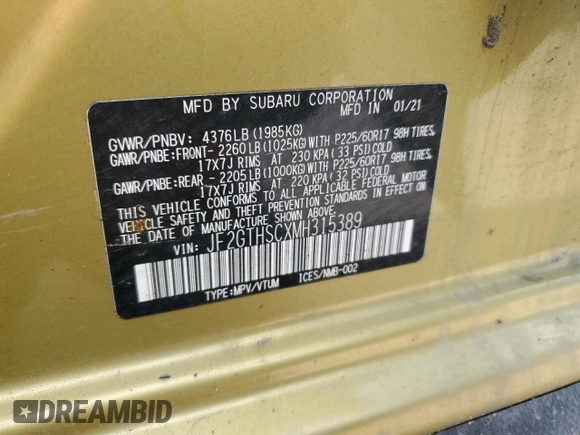 MFD BY SUBARU CORPORATION
MFD IN 01/21
GVWR/PNBV: 4376LB(1985KG)
GAWR/PNBE:FRONT- 2260LB(1025KG)WITH P225/60R17 98H TIRES,
17X7J RIMS AT 230 KPA( 33 PSI)COLD
GAWR/PNBE:REAR - 2205LB(1000KG)WITH P225/60R17 98H TIRES,
17X7J RIMS AT 220 KPA( 32 PSI)COLD
THIS VEHICLE CONFORMS TO ALL APPLICABLE FEDERAL MOTOR
VEHICLE SAFETY AND BUMPER STANDARDS IN EFFECT ON
THE DATE OF MANUFACTURE SHOWN ABOVE.
VIN: JF2GTHSCXMH315389
TYPE:MPV/VTUM ICES/NMB-002
DREAMBID